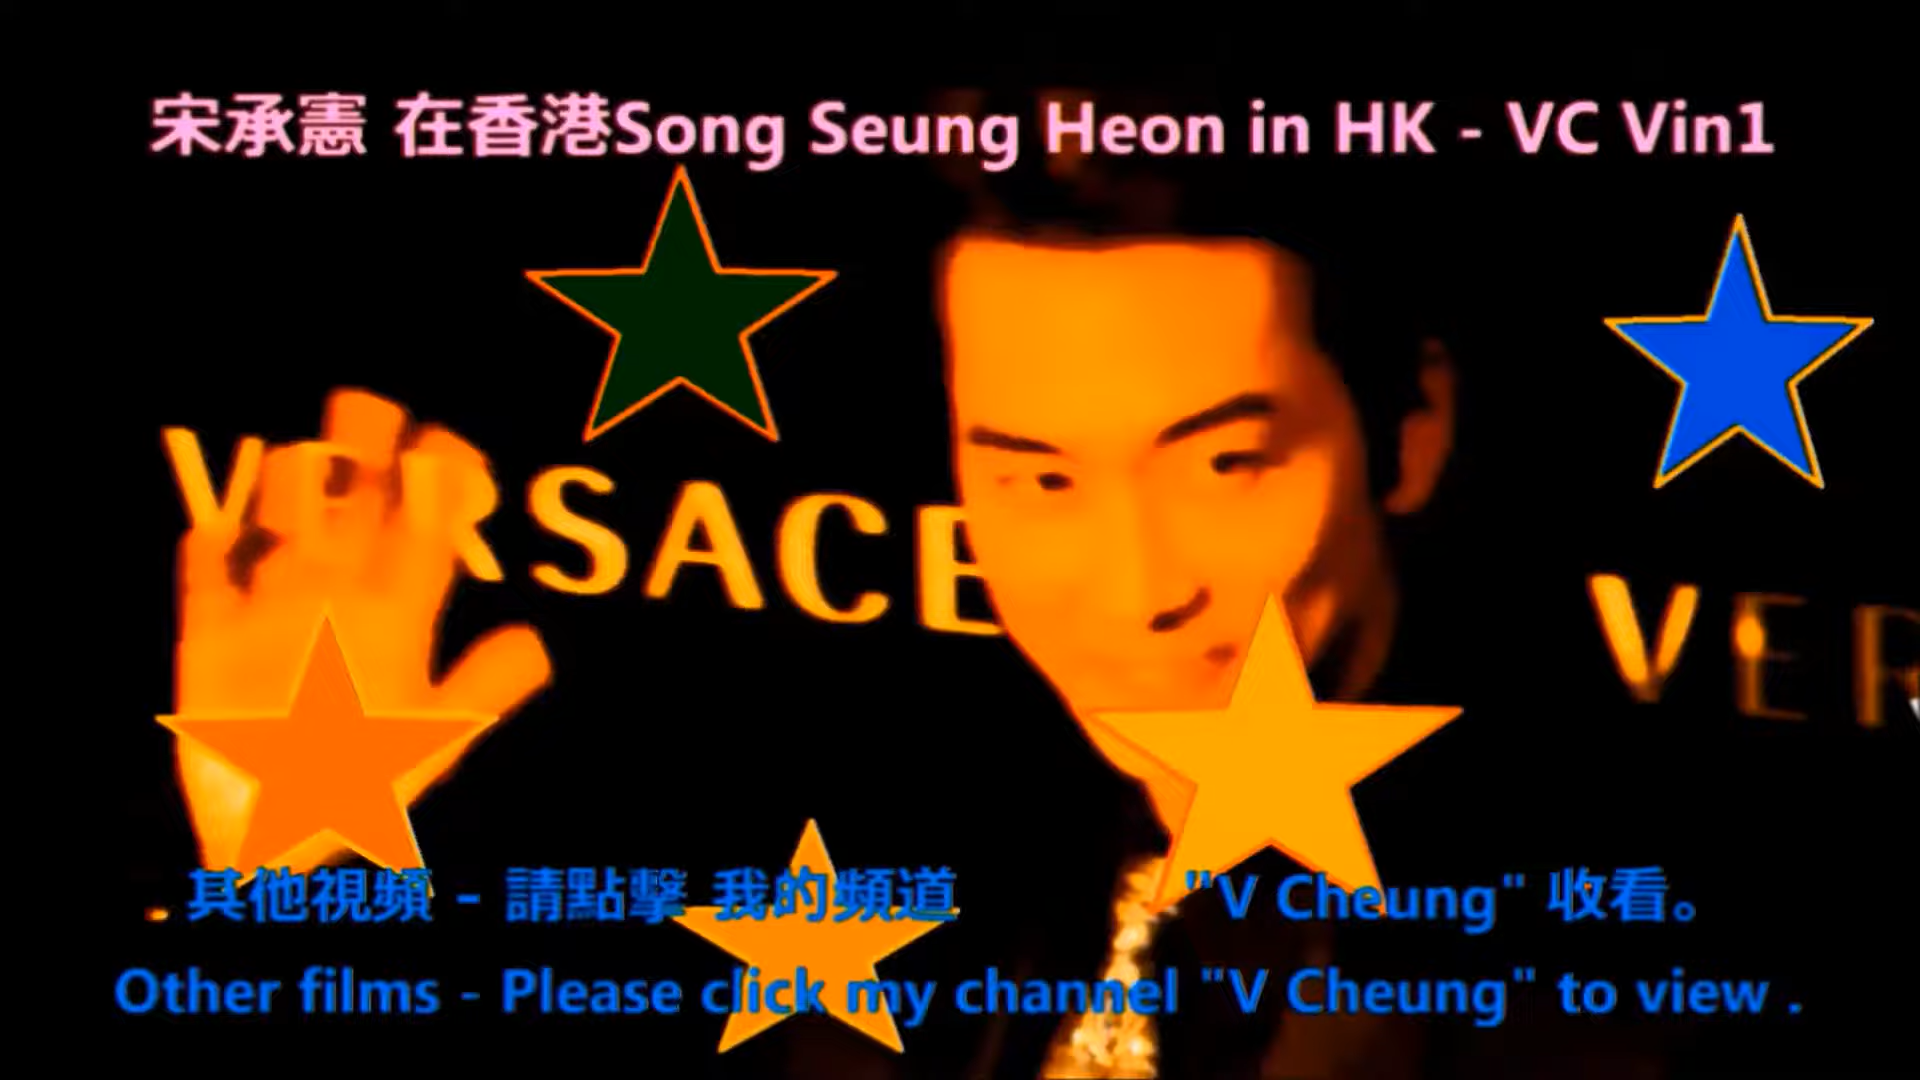 宋承憲 在香港Song Seung Heon in HK - VC Vin1
VERSACE
VER
其他視頻 - 請點擊 我的頻道 "V Cheung" 收看。
Other films - Please click my channel "V Cheung" to view .